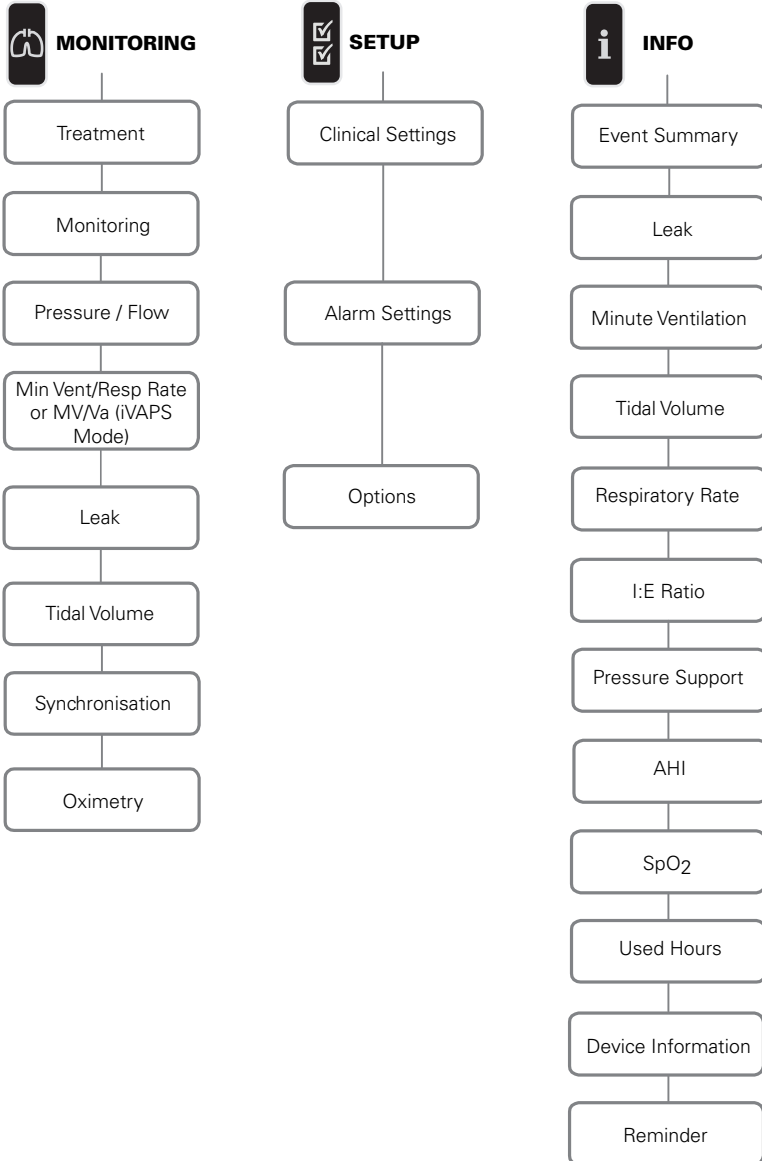 MONITORING
Treatment
Monitoring
Pressure / Flow
Min Vent/Resp Rate
or MV/Va (iVAPS
Mode)
Leak
Tidal Volume
Synchronisation
Oximetry
SETUP
Clinical Settings
Alarm Settings
Options
i INFO
Event Summary
Leak
Minute Ventilation
Tidal Volume
Respiratory Rate
I:E Ratio
Pressure Support
AHI
SpO2
Used Hours
Device Information
Reminder